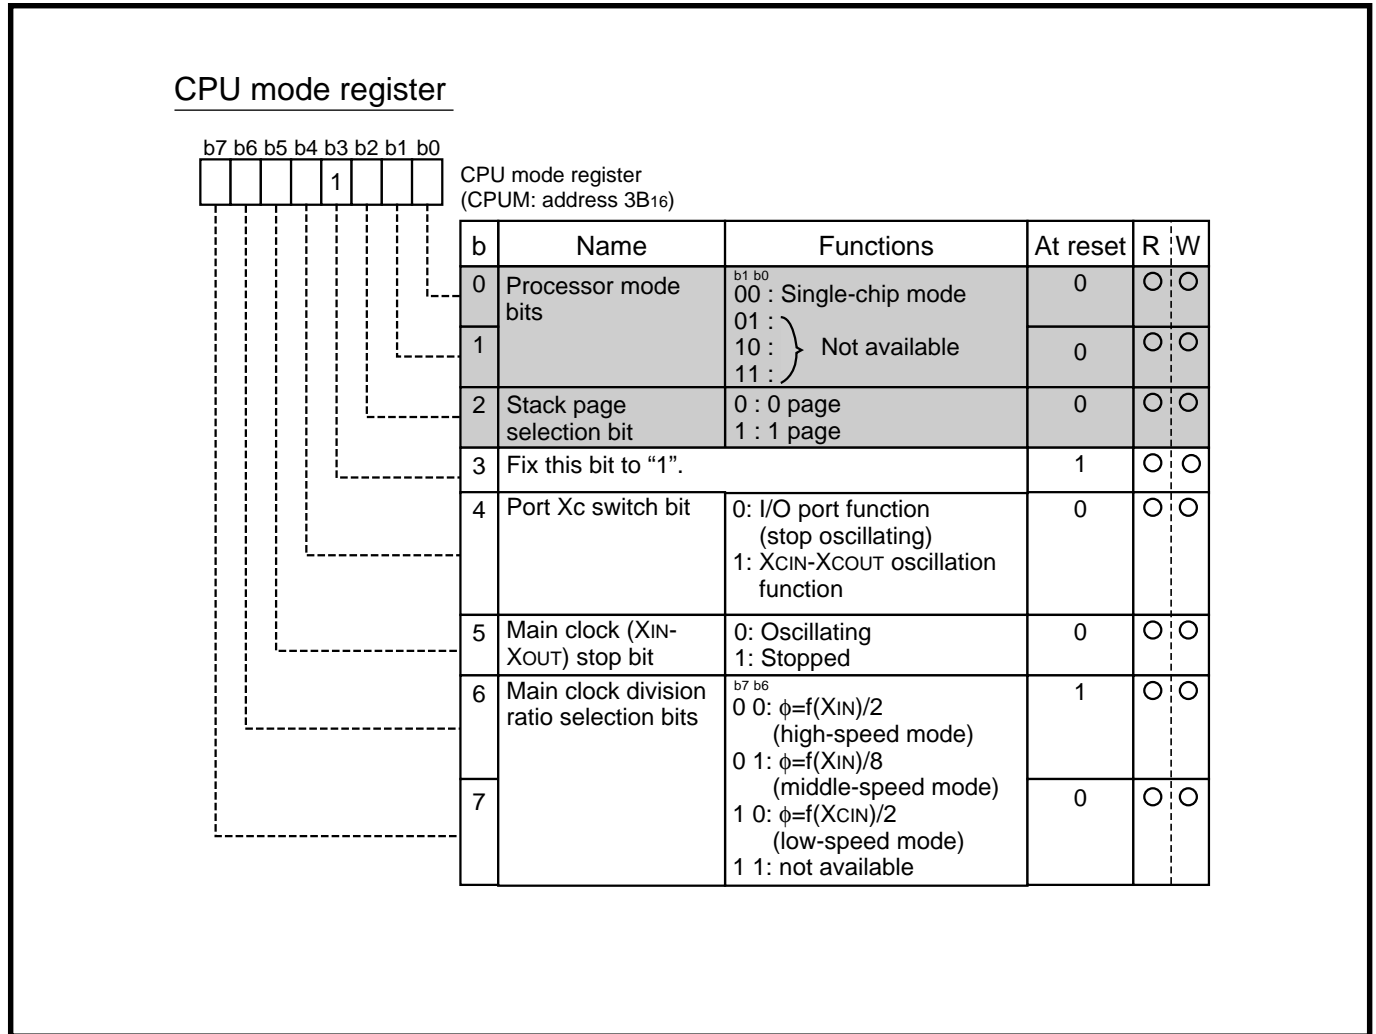 CPU mode register
b7 b6 b5 b4 b3 b2 b1 b0
1
CPU mode register
(CPUM: address 3B16)
b Name Functions At reset R W
0 Processor mode bits
b1 b0
00 : Single-chip mode
01 :
10 : Not available
11 :
0
1 0
2 Stack page selection bit
0 : 0 page
1 : 1 page
0
3 Fix this bit to “1”. 1
4 Port Xc switch bit
0: I/O port function
(stop oscillating)
1: XCIN-XCOUT oscillation
function
0
5 Main clock (XIN-
XOUT) stop bit
0: Oscillating
1: Stopped
0
6 Main clock division
ratio selection bits
b7 b6
0 0: ϕ=f(XIN)/2
(high-speed mode)
0 1: ϕ=f(XIN)/8
(middle-speed mode)
1 0: ϕ=f(XCIN)/2
(low-speed mode)
1 1: not available
1
7 0